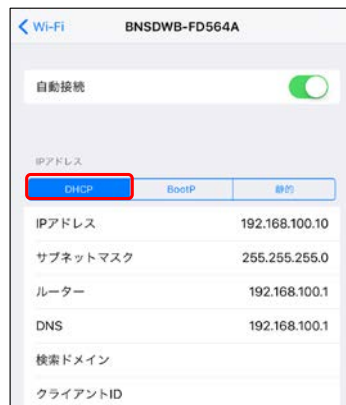 Wi-Fi BNSDWB-FD564A
自動接続
IPアドレス
DHCP BootP 静的
IPアドレス 192.168.100.10
サブネットマスク 255.255.255.0
ルーター 192.168.100.1
DNS 192.168.100.1
検索ドメイン
クライアントID